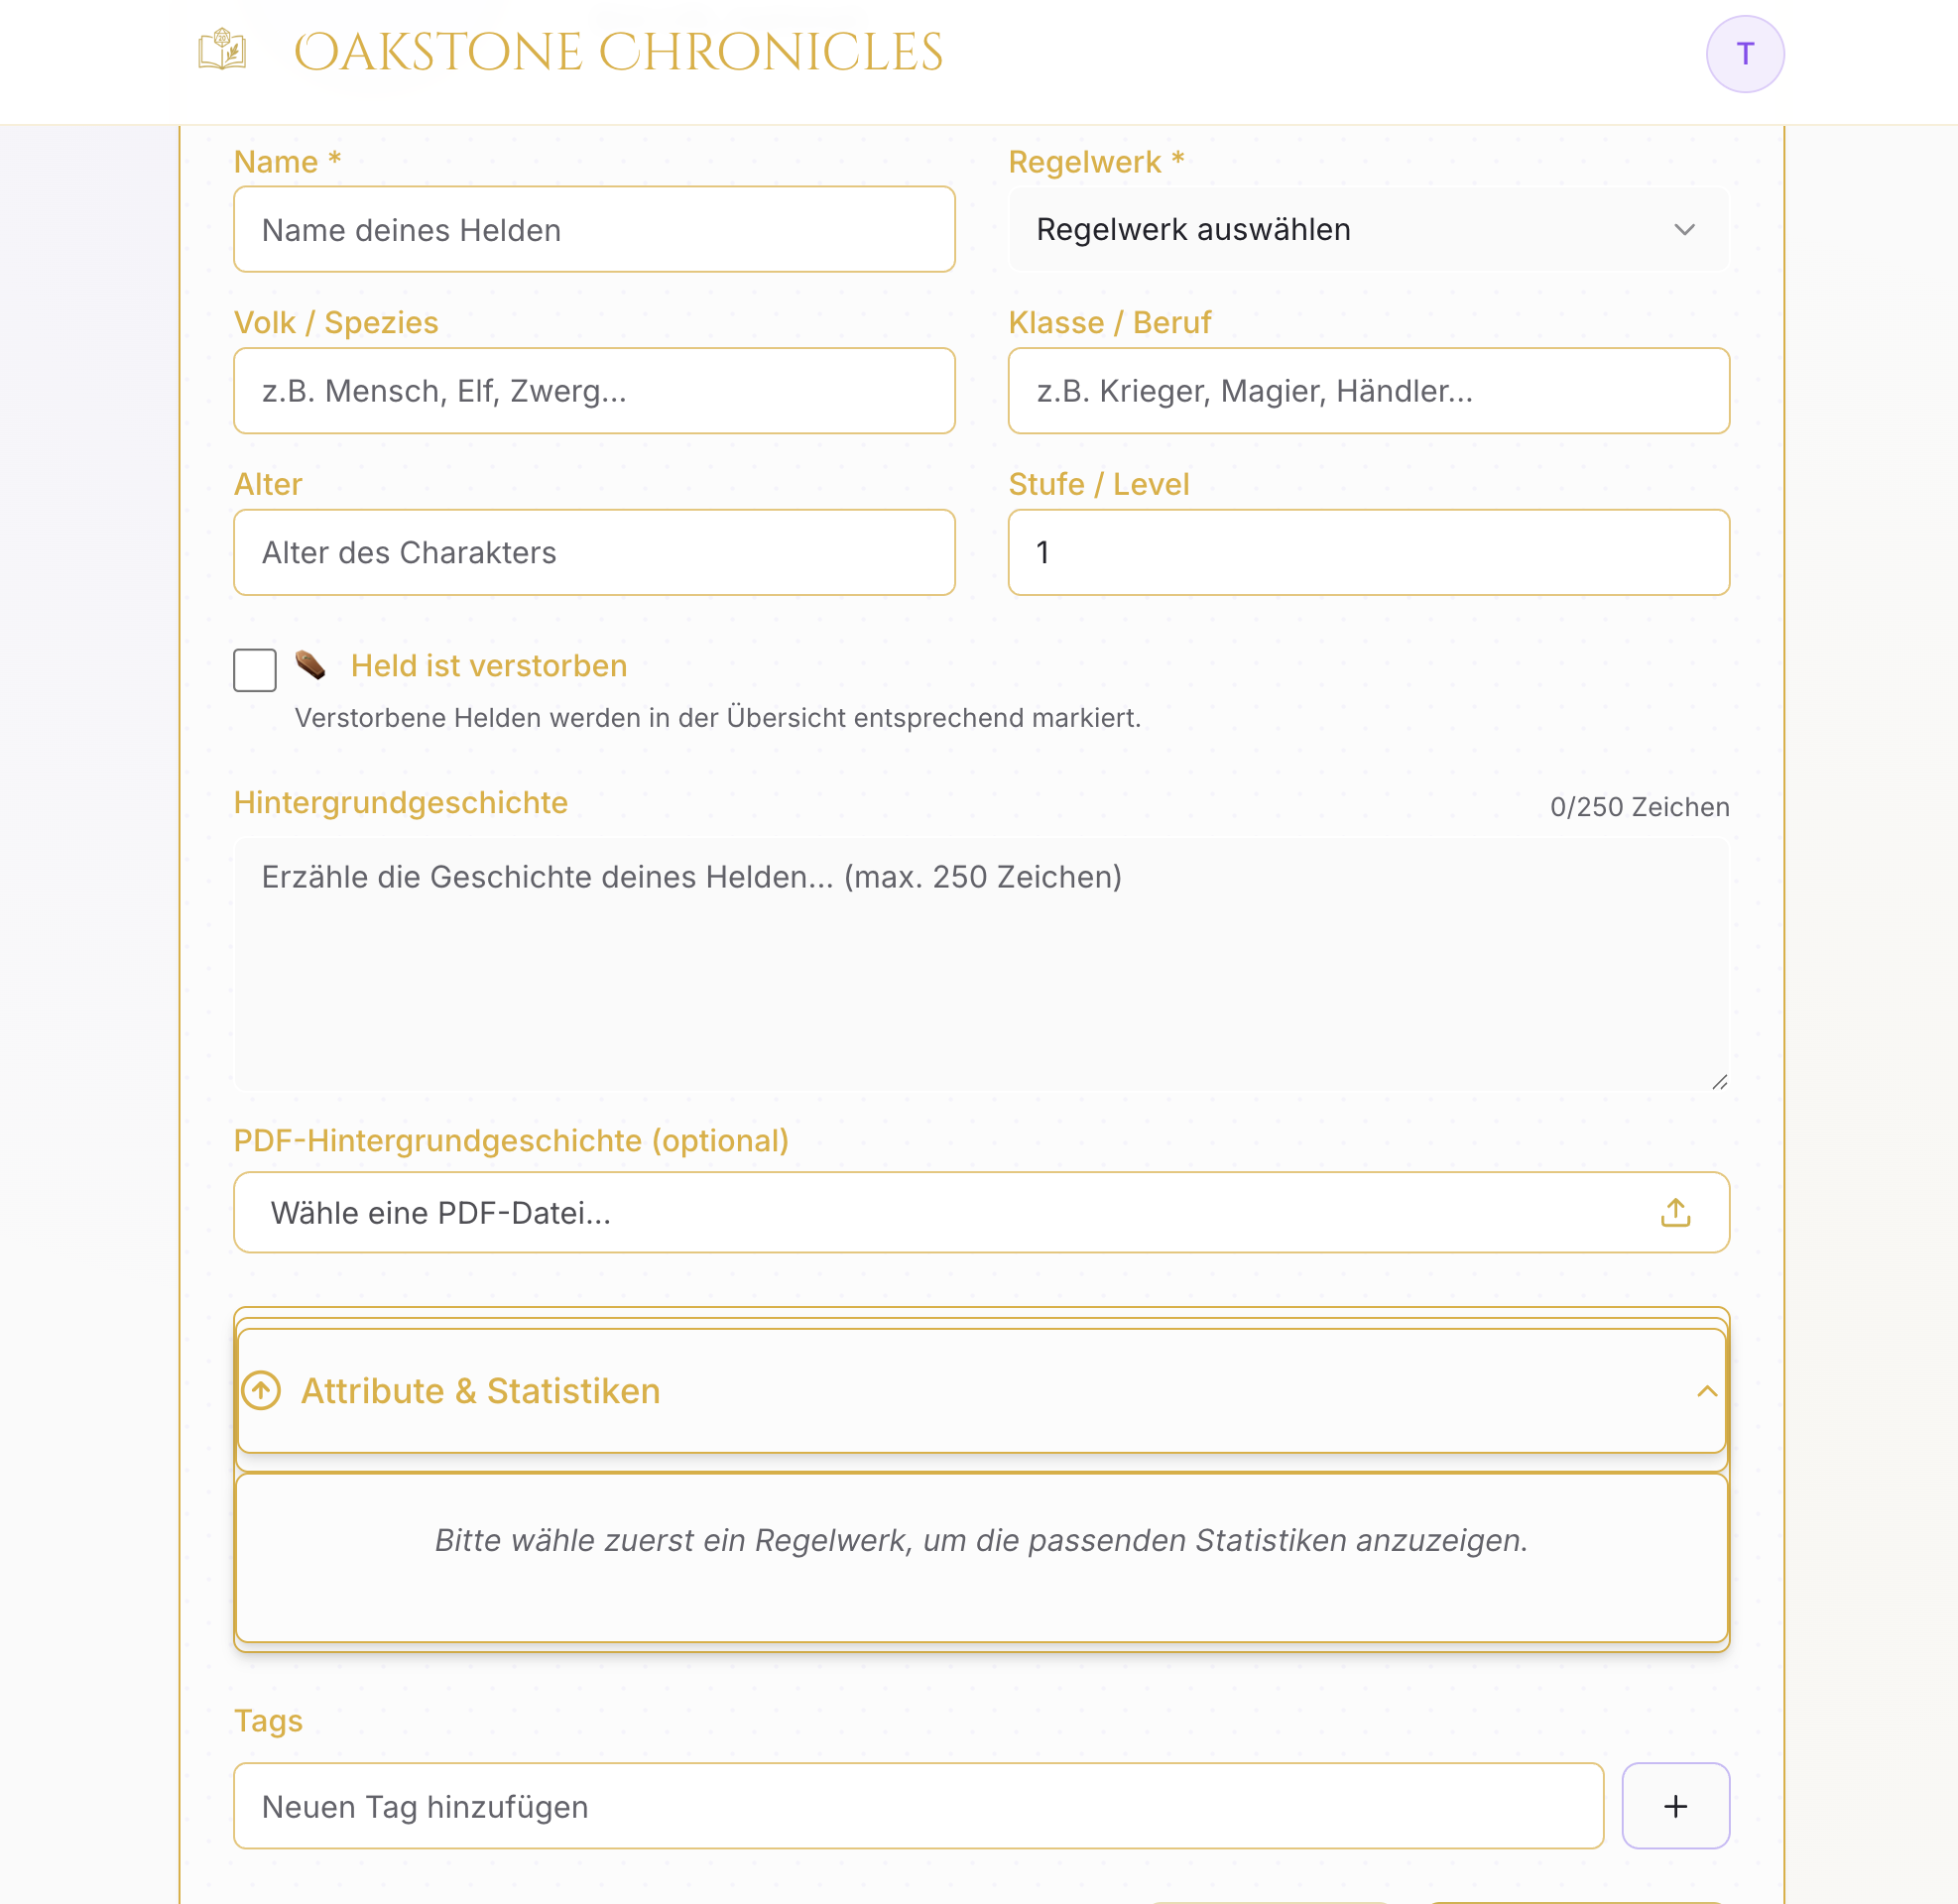 Oakstone Chronicles
T
Name *
Regelwerk *
Name deines Helden
Regelwerk auswählen
Volk / Spezies
Klasse / Beruf
z.B. Mensch, Elf, Zwerg...
z.B. Krieger, Magier, Händler...
Alter
Stufe / Level
Alter des Charakters
1
Held ist verstorben
Verstorbene Helden werden in der Übersicht entsprechend markiert.
Hintergrundgeschichte
0/250 Zeichen
Erzähle die Geschichte deines Helden... (max. 250 Zeichen)
PDF-Hintergrundgeschichte (optional)
Wähle eine PDF-Datei...
Attribute & Statistiken
Bitte wähle zuerst ein Regelwerk, um die passenden Statistiken anzuzeigen.
Tags
Neuen Tag hinzufügen
+